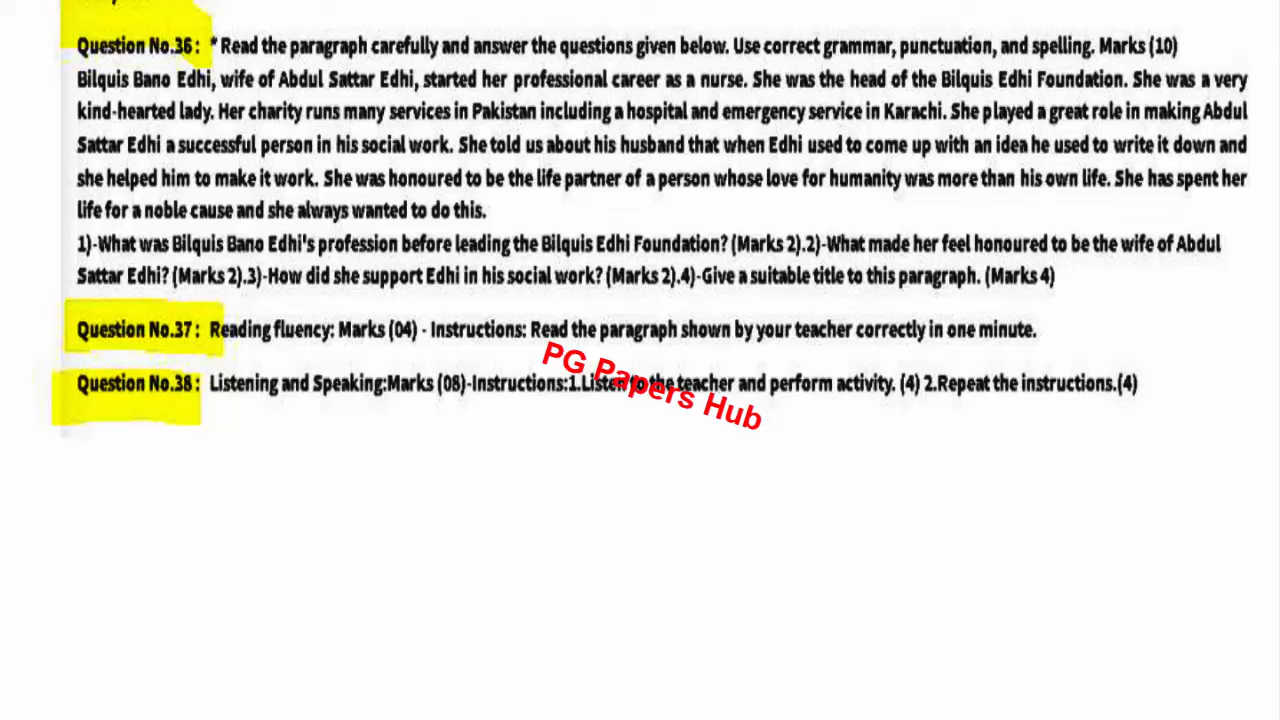 Question No.36 : * Read the paragraph carefully and answer the questions given below. Use correct grammar, punctuation, and spelling. Marks (10)
Bilquis Bano Edhi, wife of Abdul Sattar Edhi, started her professional career as a nurse. She was the head of the Bilquis Edhi Foundation. She was a very
kind-hearted lady. Her charity runs many services in Pakistan including a hospital and emergency service in Karachi. She played a great role in making Abdul
Sattar Edhi a successful person in his social work. She told us about his husband that when Edhi used to come up with an idea he used to write it down and
she helped him to make it work. She was honoured to be the life partner of a person whose love for humanity was more than his own life. She has spent her
life for a noble cause and she always wanted to do this.
1)-What was Bilquis Bano Edhi's profession before leading the Bilquis Edhi Foundation? (Marks 2).2)-What made her feel honoured to be the wife of Abdul
Sattar Edhi? (Marks 2).3)-How did she support Edhi in his social work? (Marks 2).4)-Give a suitable title to this paragraph. (Marks 4)
Question No.37 : Reading fluency: Marks (04) - Instructions: Read the paragraph shown by your teacher correctly in one minute.
Question No.38 : Listening and Speaking:Marks (08)-Instructions:1.Listen to the teacher and perform activity. (4) 2.Repeat the instructions.(4)
PG Papers Hub